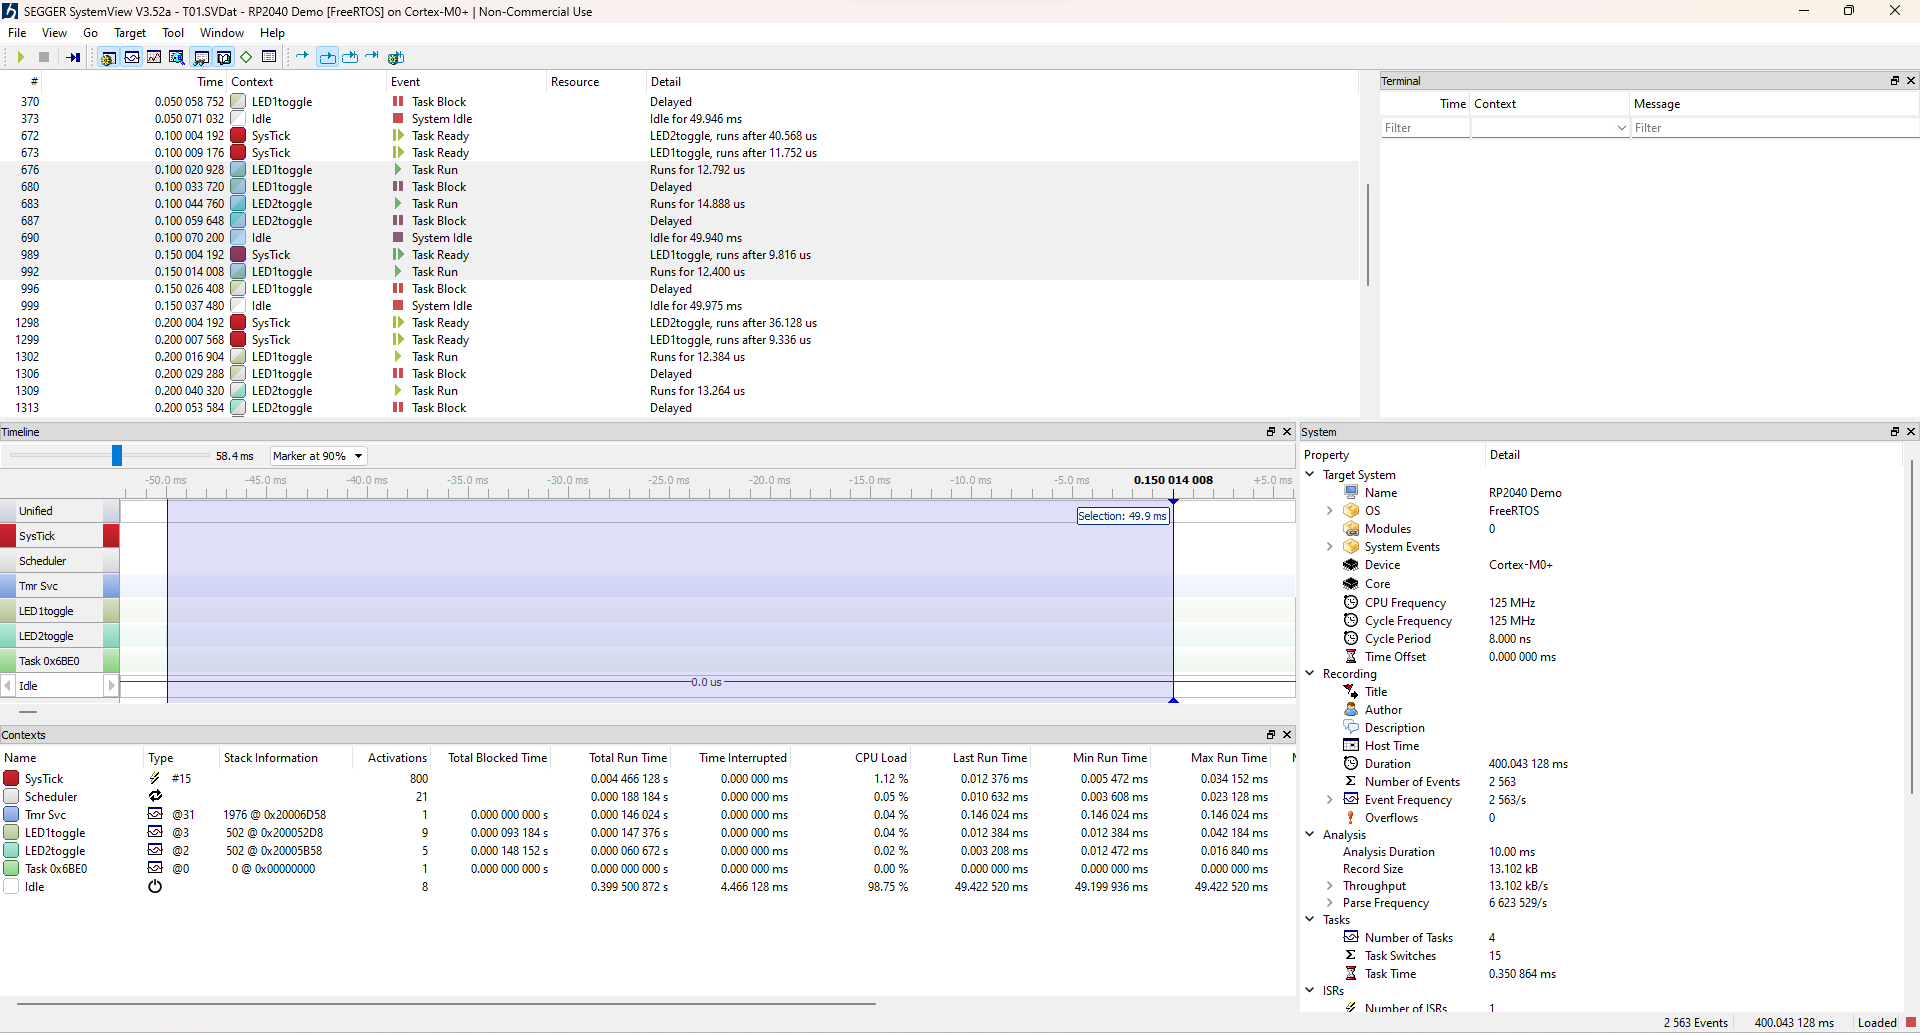 SEGGER SystemView V3.52a - T01.SVDat - RP2040 Demo [FreeRTOS] on Cortex-M0+ | Non-Commercial Use
File View Go Target Tool Window Help
# Time Context Event Resource Detail
370 0.050 058 752 LED1toggle Task Block Delayed
373 0.050 071 032 Idle System Idle Idle for 49.946 ms
672 0.100 004 192 SysTick Task Ready LED2toggle, runs after 40.568 us
673 0.100 009 176 SysTick Task Ready LED1toggle, runs after 11.752 us
676 0.100 020 928 LED1toggle Task Run Runs for 12.792 us
680 0.100 033 720 LED1toggle Task Block Delayed
683 0.100 044 760 LED2toggle Task Run Runs for 14.888 us
687 0.100 059 648 LED2toggle Task Block Delayed
690 0.100 070 200 Idle System Idle Idle for 49.940 ms
989 0.150 004 192 SysTick Task Ready LED1toggle, runs after 9.816 us
992 0.150 014 008 LED1toggle Task Run Runs for 12.400 us
996 0.150 026 408 LED1toggle Task Block Delayed
999 0.150 037 480 Idle System Idle Idle for 49.975 ms
1298 0.200 004 192 SysTick Task Ready LED2toggle, runs after 36.128 us
1299 0.200 007 568 SysTick Task Ready LED1toggle, runs after 9.336 us
1302 0.200 016 904 LED1toggle Task Run Runs for 12.384 us
1306 0.200 029 288 LED1toggle Task Block Delayed
1309 0.200 040 320 LED2toggle Task Run Runs for 13.264 us
1313 0.200 053 584 LED2toggle Task Block Delayed
Terminal
Time Context Message
Filter Filter
Timeline
58.4 ms Marker at 90%
-50.0 ms -45.0 ms -40.0 ms -35.0 ms -30.0 ms -25.0 ms -20.0 ms -15.0 ms -10.0 ms -5.0 ms 0.150 014 008 +5.0 ms
Unified
Selection: 49.9 ms
SysTick
Scheduler
Tmr Svc
LED1toggle
LED2toggle
Task 0x6BE0
Idle
0.0 us
Contexts
Name Type Stack Information Activations Total Blocked Time Total Run Time Time Interrupted CPU Load Last Run Time Min Run Time Max Run Time
SysTick #15 800 0.004 466 128 s 0.000 000 ms 1.12 % 0.012 376 ms 0.005 472 ms 0.034 152 ms
Scheduler 21 0.000 188 184 s 0.000 000 ms 0.05 % 0.010 632 ms 0.003 608 ms 0.023 128 ms
Tmr Svc @31 1976 @ 0x20006D58 1 0.000 000 000 s 0.000 146 024 s 0.000 000 ms 0.04 % 0.146 024 ms 0.146 024 ms 0.146 024 ms
LED1toggle @3 502 @ 0x200052D8 9 0.000 093 184 s 0.000 147 376 s 0.000 000 ms 0.04 % 0.012 384 ms 0.012 384 ms 0.042 184 ms
LED2toggle @2 502 @ 0x20005B58 5 0.000 148 152 s 0.000 060 672 s 0.000 000 ms 0.02 % 0.003 208 ms 0.012 472 ms 0.016 840 ms
Task 0x6BE0 @0 0 @ 0x00000000 1 0.000 000 000 s 0.000 000 000 s 0.000 000 ms 0.00 % 0.000 000 ms 0.000 000 ms 0.000 000 ms
Idle 8 0.399 500 872 s 4.466 128 ms 98.75 % 49.422 520 ms 49.199 936 ms 49.422 520 ms
System
Property Detail
Target System
Name RP2040 Demo
OS FreeRTOS
Modules 0
System Events
Device Cortex-M0+
Core
CPU Frequency 125 MHz
Cycle Frequency 125 MHz
Cycle Period 8.000 ns
Time Offset 0.000 000 ms
Recording
Title
Author
Description
Host Time
Duration 400.043 128 ms
Number of Events 2 563
Event Frequency 2 563/s
Overflows 0
Analysis
Analysis Duration 10.00 ms
Record Size 13.102 kB
Throughput 13.102 kB/s
Parse Frequency 6 623 529/s
Tasks
Number of Tasks 4
Task Switches 15
Task Time 0.350 864 ms
ISRs
Number of ISRs 1
2 563 Events 400.043 128 ms Loaded